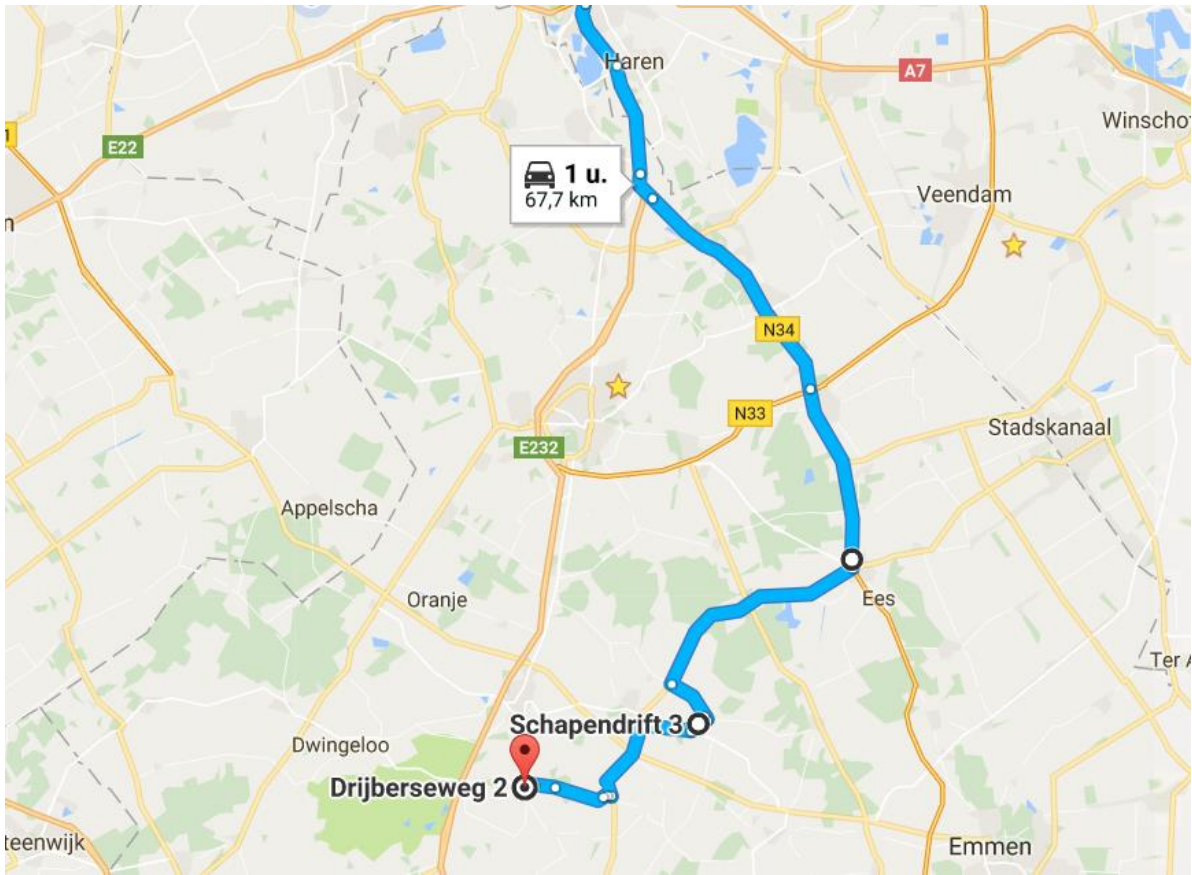 Haren
A7
Winschot
E22
1 u.
67,7 km
Veendam
N34
N33
Stadskanaal
E232
Appelscha
Oranje
Ees
Schapendrift 3
Dwingeloo
Drijberseweg 2
teenwijk
Emmen